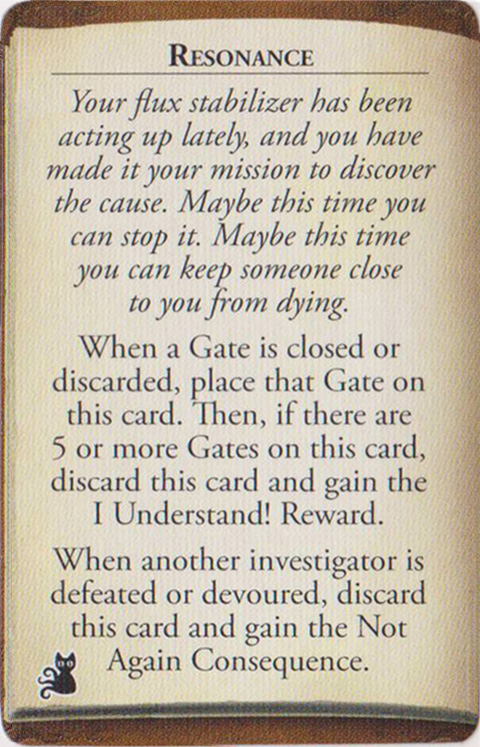 Resonance
Your flux stabilizer has been
acting up lately, and you have
made it your mission to discover
the cause. Maybe this time you
can stop it. Maybe this time
you can keep someone close
to you from dying.
When a Gate is closed or
discarded, place that Gate on
this card. Then, if there are
5 or more Gates on this card,
discard this card and gain the
I Understand! Reward.
When another investigator is
defeated or devoured, discard
this card and gain the Not
Again Consequence.